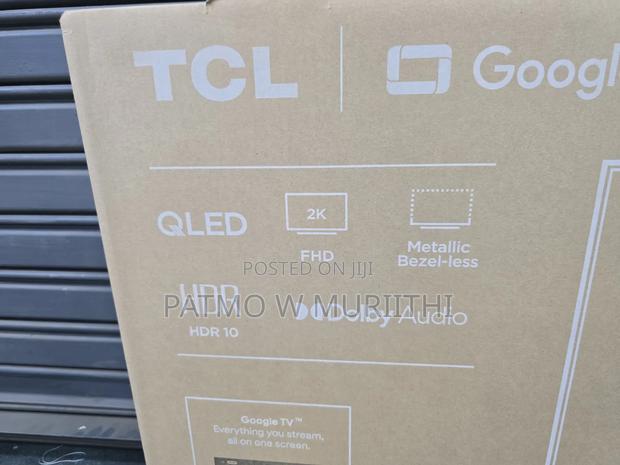 TCL
Googl
QLED
2K
FHD
Metallic
Bezel-less
POSTED ON JIJI
PATMO W MURIITHI
HDR
HDR 10
Dolby Audio
Google TV™
Everything you stream,
all on one screen.